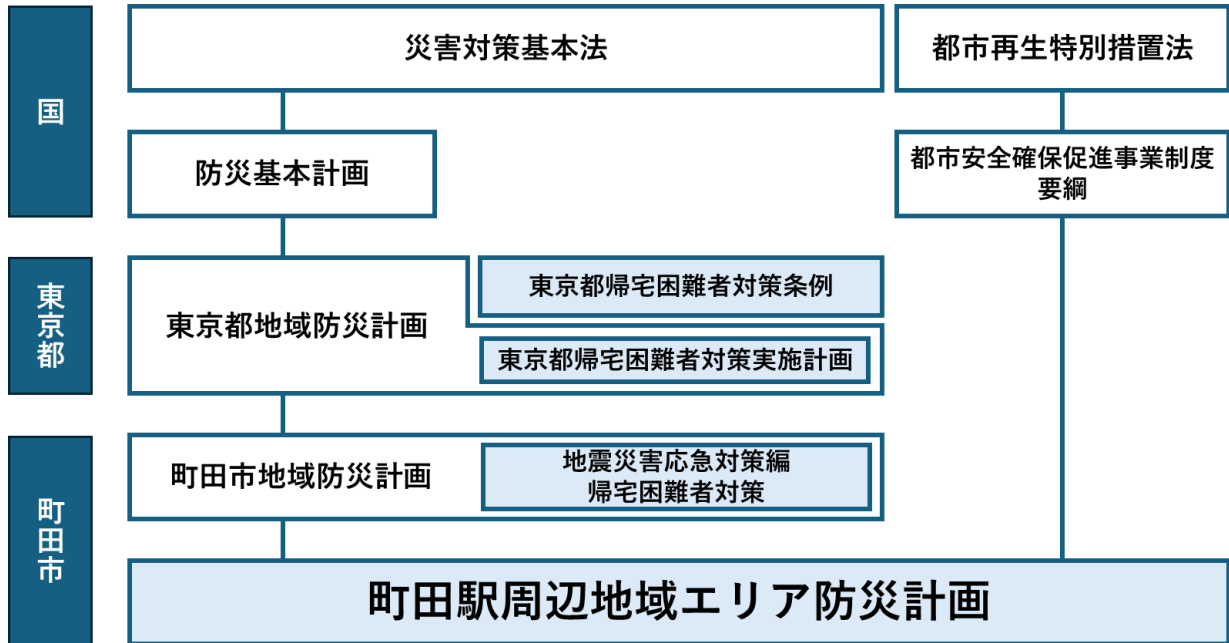 国
災害対策基本法
都市再生特別措置法
防災基本計画
都市安全確保促進事業制度
要綱
東京都
東京都地域防災計画
東京都帰宅困難者対策条例
東京都帰宅困難者対策実施計画
町田市
町田市地域防災計画
地震災害応急対策編
帰宅困難者対策
町田駅周辺地域エリア防災計画